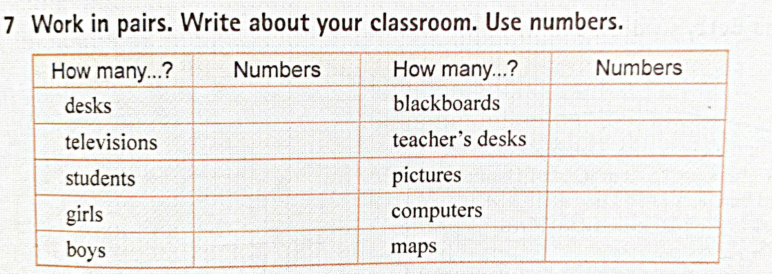 7 Work in pairs. Write about your classroom. Use numbers.
How many...? Numbers How many...? Numbers
desks blackboards
televisions teacher's desks
students pictures
girls computers
boys maps